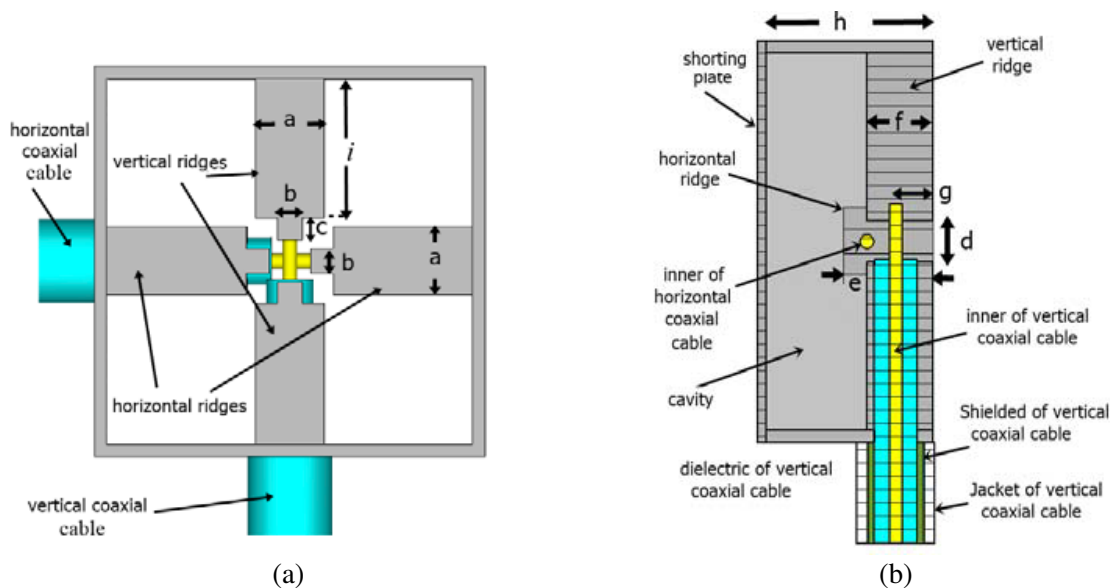 horizontal
coaxial
cable
vertical ridges
a
i
b
c
b
a
horizontal ridges
vertical coaxial
cable
(a)
h
shorting
plate
vertical
ridge
f
horizontal
ridge
g
d
e
inner of
horizontal
coaxial
cable
inner of vertical
coaxial cable
cavity
Shielded of vertical
coaxial cable
dielectric of vertical
coaxial cable
Jacket of vertical
coaxial cable
(b)